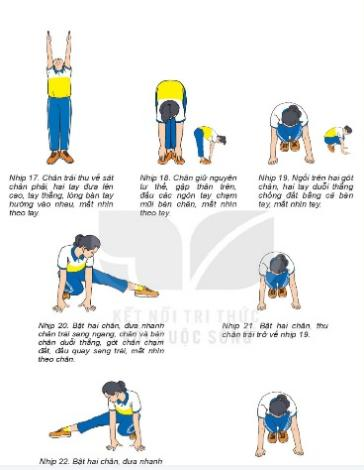 Nhịp 17. Chân trái thu về sát
chân phải, hai tay đưa lên
cao, tay thẳng, lòng bàn tay
hướng vào nhau, mắt nhìn
theo tay.
Nhịp 18. Chân giữ nguyên
tư thế, gập thân trên,
đầu các ngón tay chạm
mũi bàn chân, mắt nhìn
theo tay.
Nhịp 19. Ngồi trên hai gót
chân, hai tay duỗi thẳng
chống đất bằng cả bàn
tay, mắt nhìn tay.
KẾT NỐI TRI THỨC
CUỘC SỐNG
Nhịp 20. Bật hai chân, đưa nhanh
chân trái sang ngang, chân và bàn
chân duỗi thẳng, gót chân chạm
đất, đầu quay sang trái, mắt nhìn
theo chân.
Nhịp 21. Bật hai chân, thu
chân trái trở về nhịp 19.
Nhịp 22. Bật hai chân, đưa nhanh